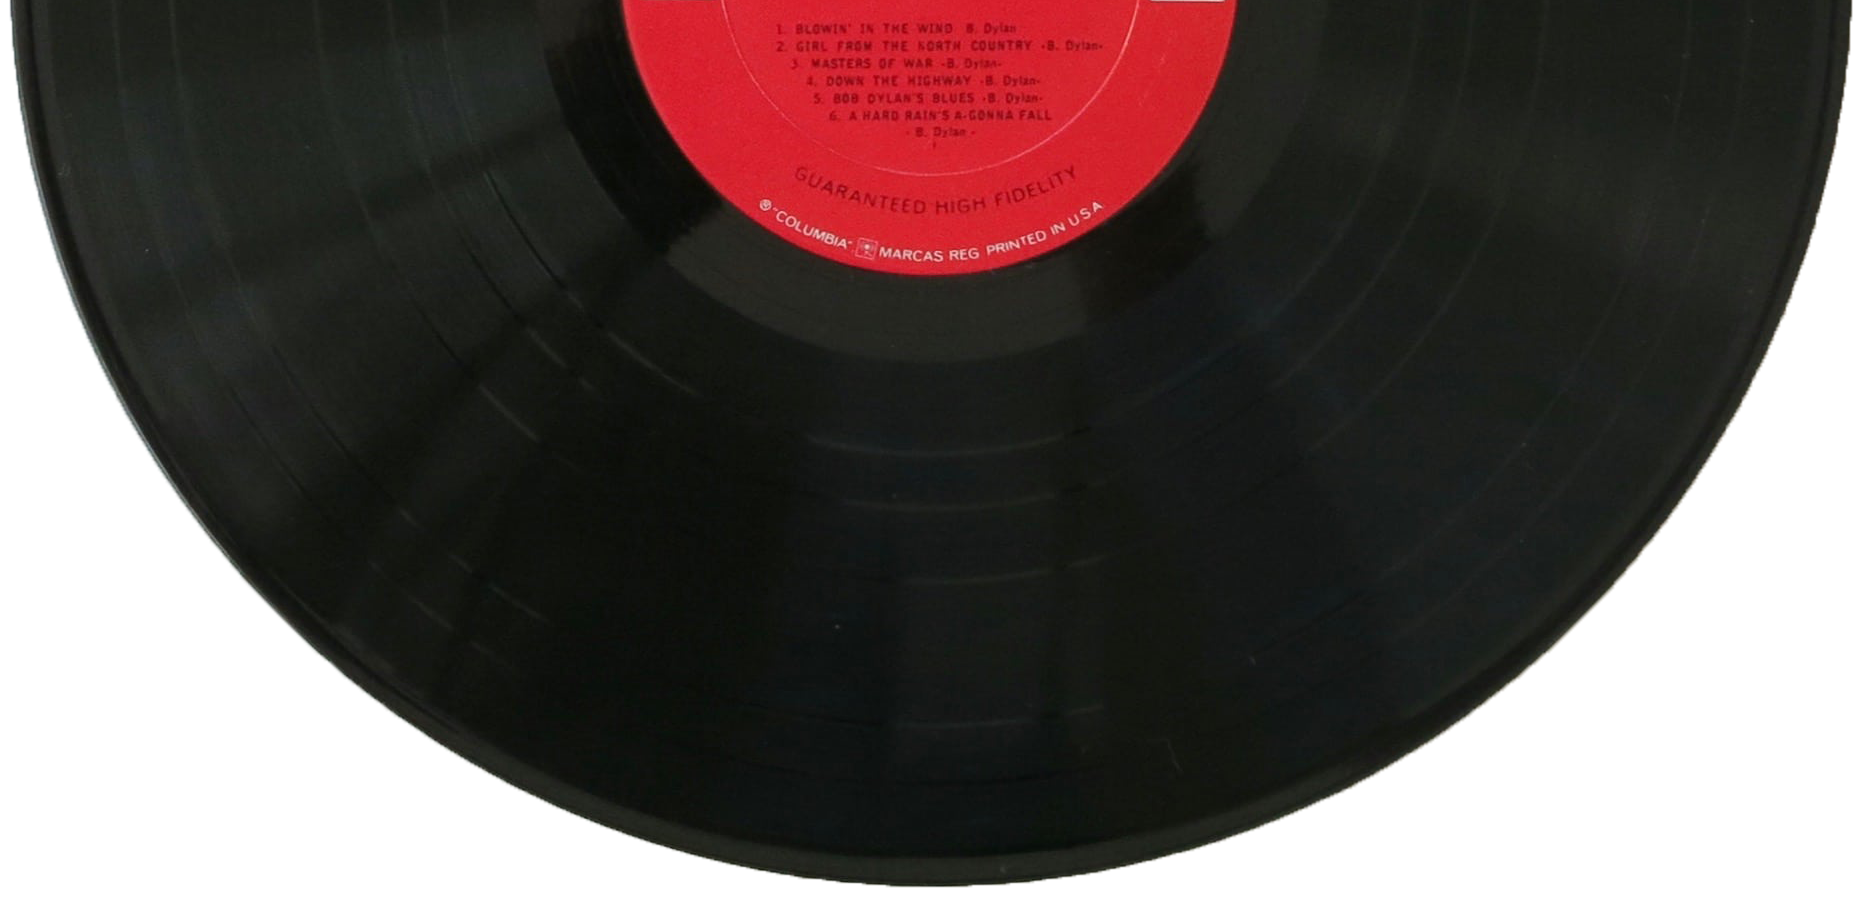 1. BLOWIN' IN THE WIND B. Dylan
2. GIRL FROM THE NORTH COUNTRY -B. Dylan-
3. MASTERS OF WAR -B. Dylan-
4. DOWN THE HIGHWAY -B. Dylan-
5. BOB DYLAN'S BLUES -B. Dylan-
6. A HARD RAIN'S A-GONNA FALL
- B. Dylan -
GUARANTEED HIGH FIDELITY
® "COLUMBIA" MARCAS REG PRINTED IN U S A